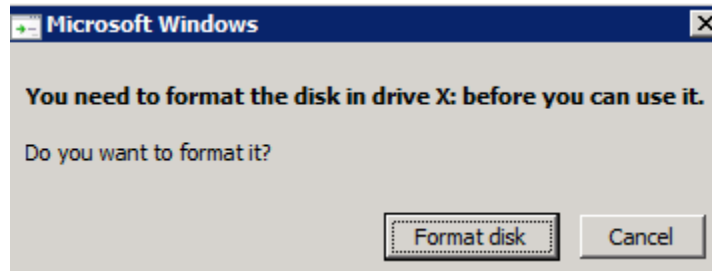 Microsoft Windows
You need to format the disk in drive X: before you can use it.
Do you want to format it?
Format disk Cancel